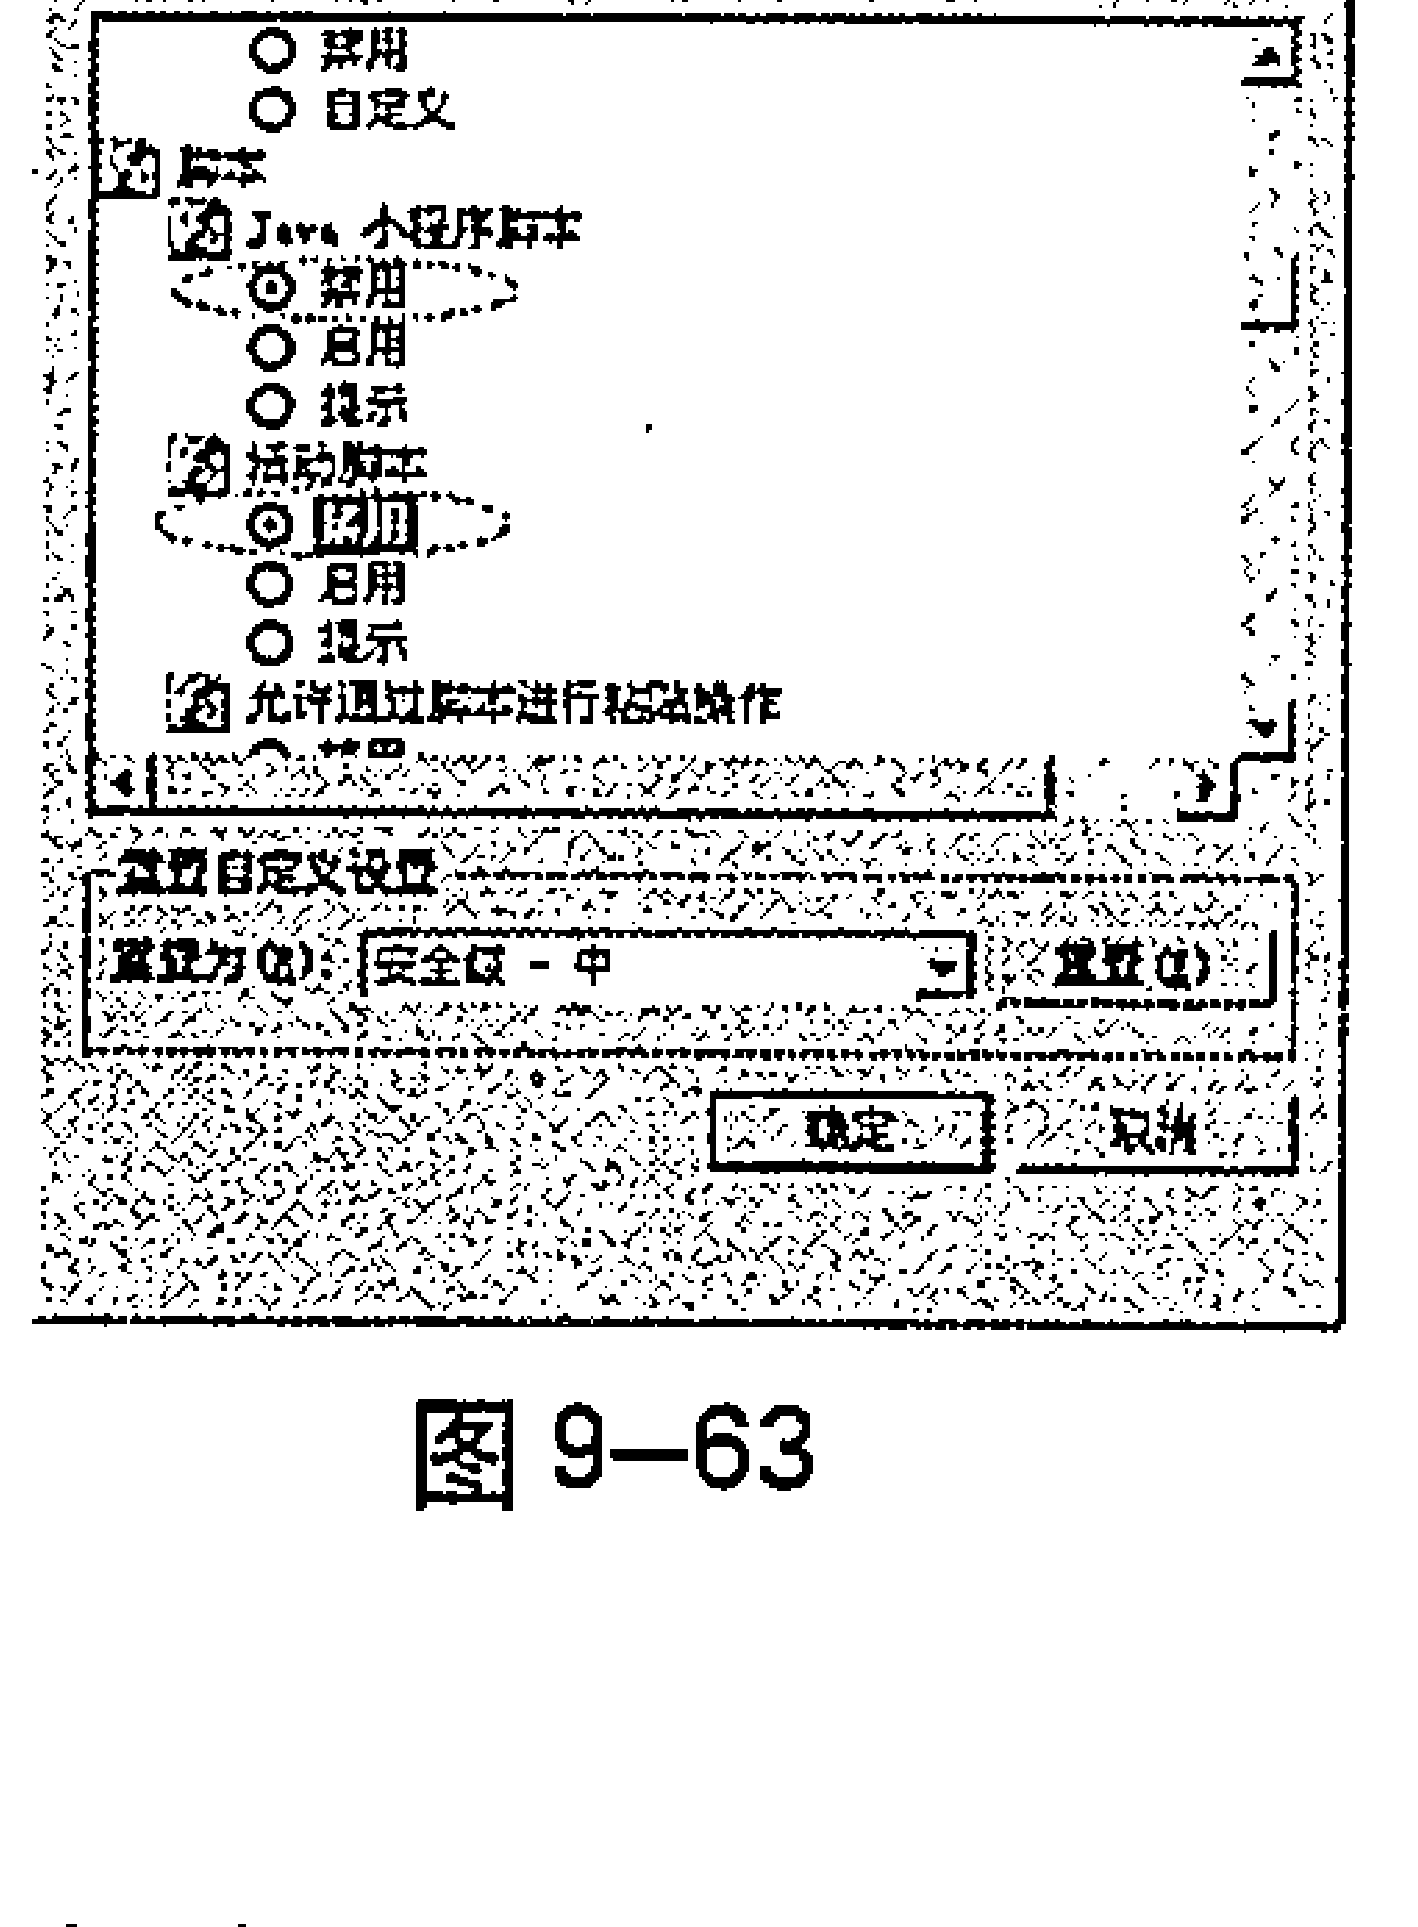 禁用
自定义
脚本
Java 小程序脚本
禁用
启用
提示
活动脚本
禁用
启用
提示
允许通过脚本进行粘贴操作
重置自定义设置
重置为(R): 安全级 - 中 重置(E)
确定 取消
图 9—63